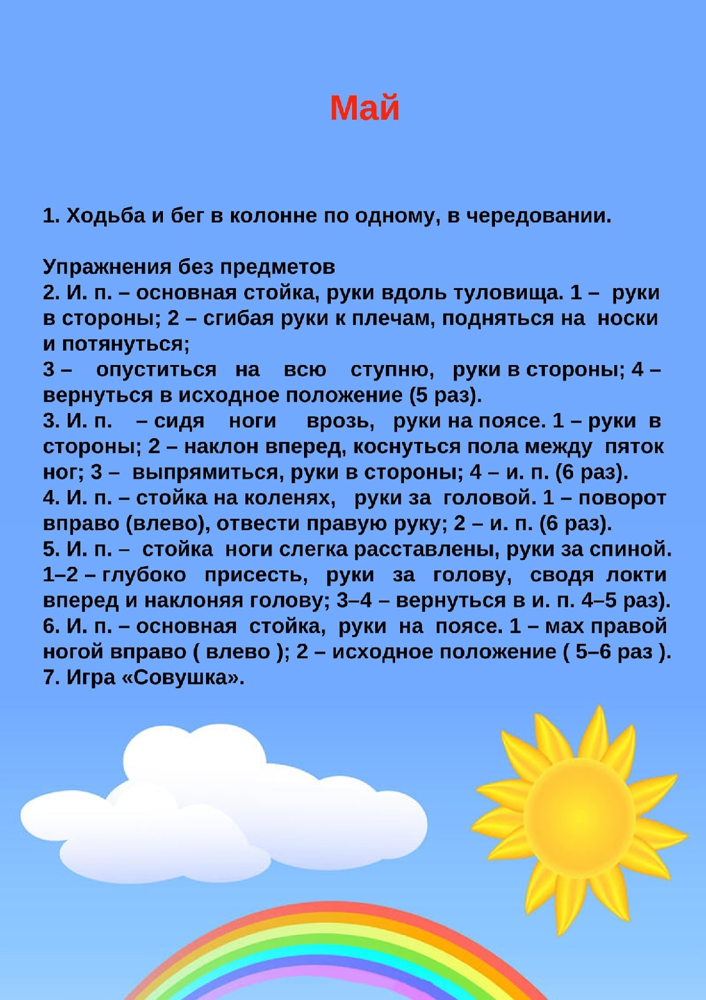 Май
1. Ходьба и бег в колонне по одному, в чередовании.
Упражнения без предметов
2. И. п. – основная стойка, руки вдоль туловища. 1 – руки
в стороны; 2 – сгибая руки к плечам, подняться на носки
и потянуться;
3 – опуститься на всю ступню, руки в стороны; 4 –
вернуться в исходное положение (5 раз).
3. И. п. – сидя ноги врозь, руки на поясе. 1 – руки в
стороны; 2 – наклон вперед, коснуться пола между пяток
ног; 3 – выпрямиться, руки в стороны; 4 – и. п. (6 раз).
4. И. п. – стойка на коленях, руки за головой. 1 – поворот
вправо (влево), отвести правую руку; 2 – и. п. (6 раз).
5. И. п. – стойка ноги слегка расставлены, руки за спиной.
1–2 – глубоко присесть, руки за голову, сводя локти
вперед и наклоняя голову; 3–4 – вернуться в и. п. 4–5 раз).
6. И. п. – основная стойка, руки на поясе. 1 – мах правой
ногой вправо ( влево ); 2 – исходное положение ( 5–6 раз ).
7. Игра «Совушка».